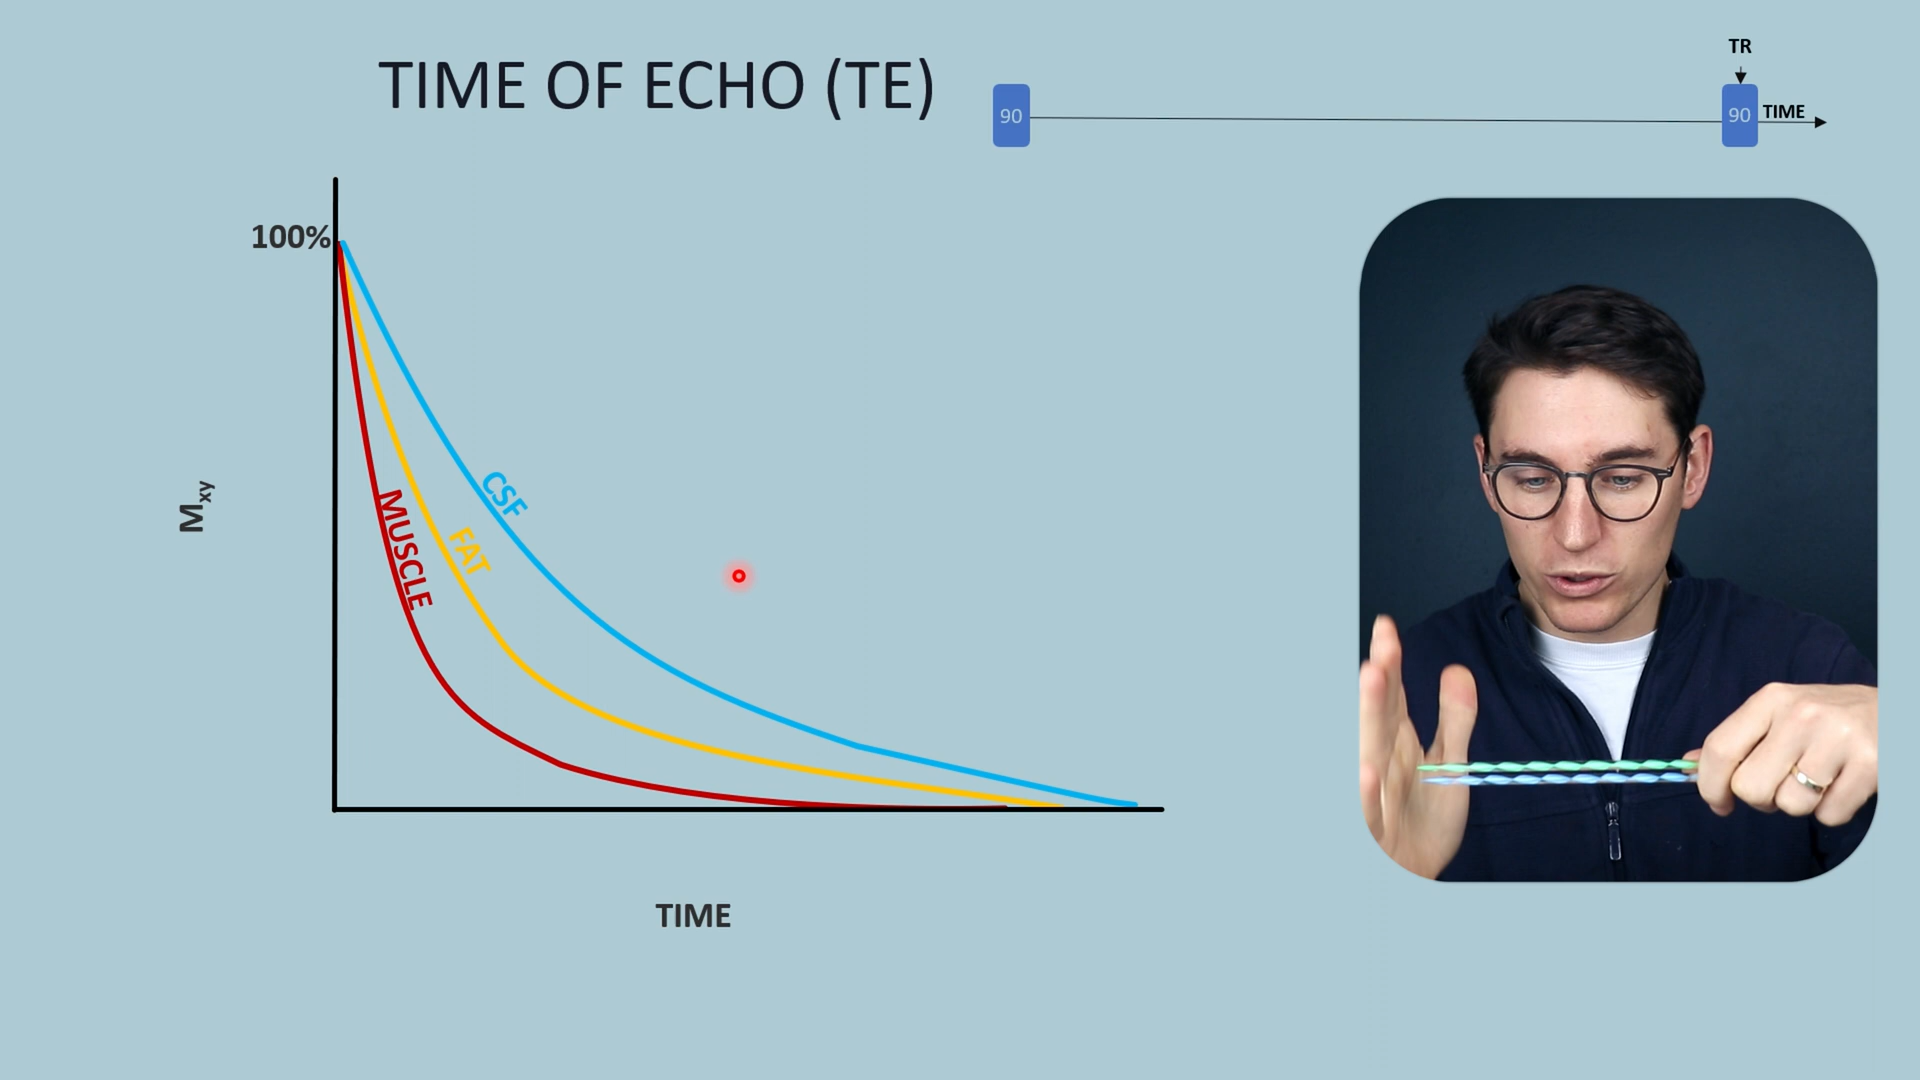 TIME OF ECHO (TE)
TR
90
90
TIME
100%
Mxy
MUSCLE
FAT
CSF
TIME